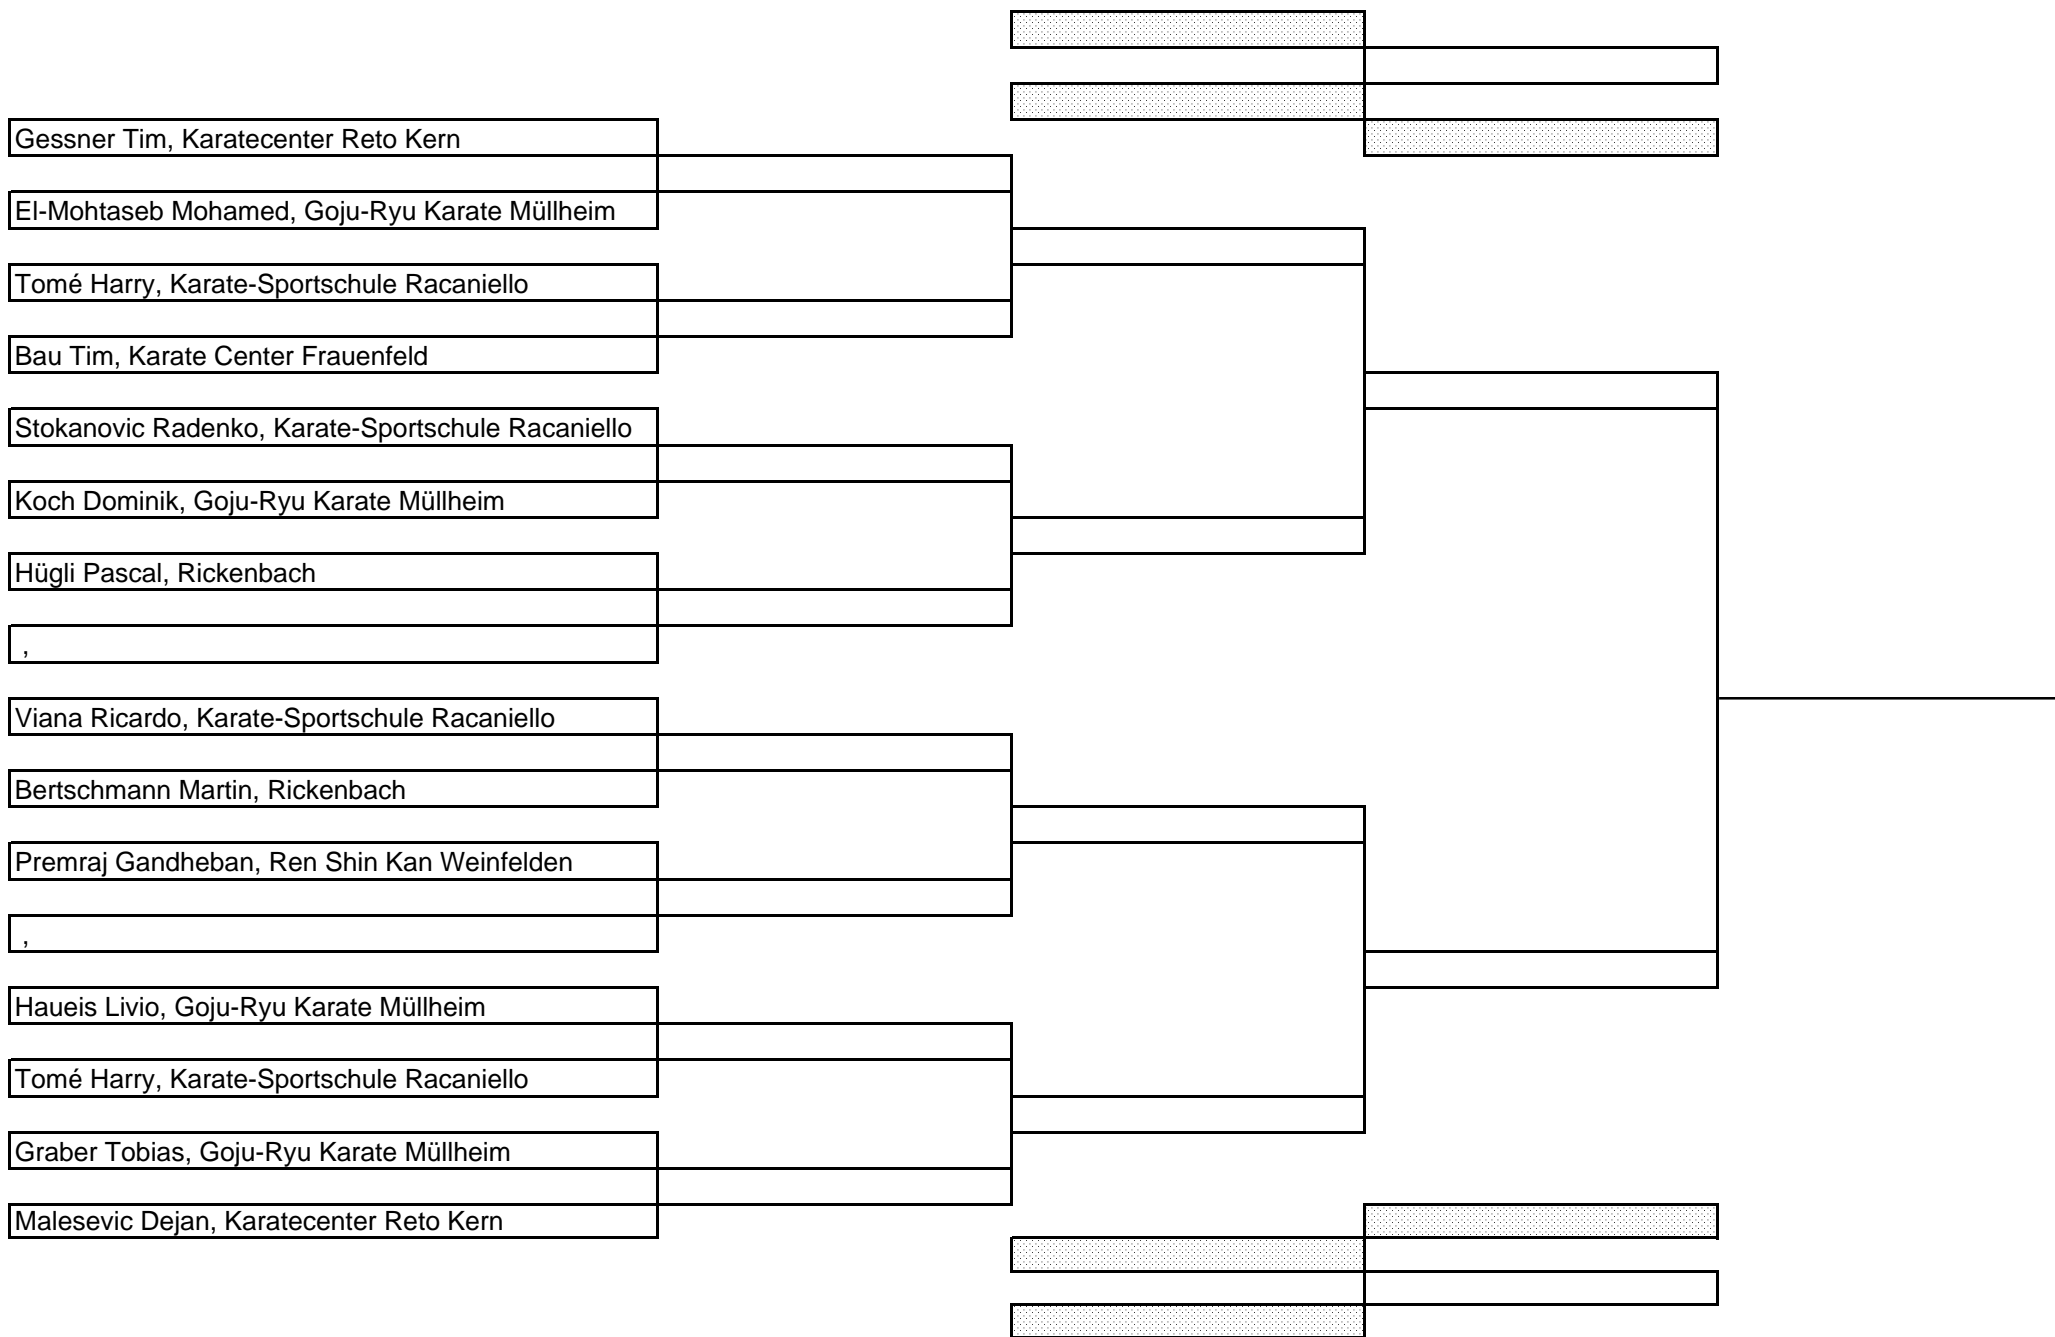 Gessner Tim, Karatecenter Reto Kern
El-Mohtaseb Mohamed, Goju-Ryu Karate Müllheim
Tomé Harry, Karate-Sportschule Racaniello
Bau Tim, Karate Center Frauenfeld
Stokanovic Radenko, Karate-Sportschule Racaniello
Koch Dominik, Goju-Ryu Karate Müllheim
Hügli Pascal, Rickenbach
,
Viana Ricardo, Karate-Sportschule Racaniello
Bertschmann Martin, Rickenbach
Premraj Gandheban, Ren Shin Kan Weinfelden
,
Haueis Livio, Goju-Ryu Karate Müllheim
Tomé Harry, Karate-Sportschule Racaniello
Graber Tobias, Goju-Ryu Karate Müllheim
Malesevic Dejan, Karatecenter Reto Kern